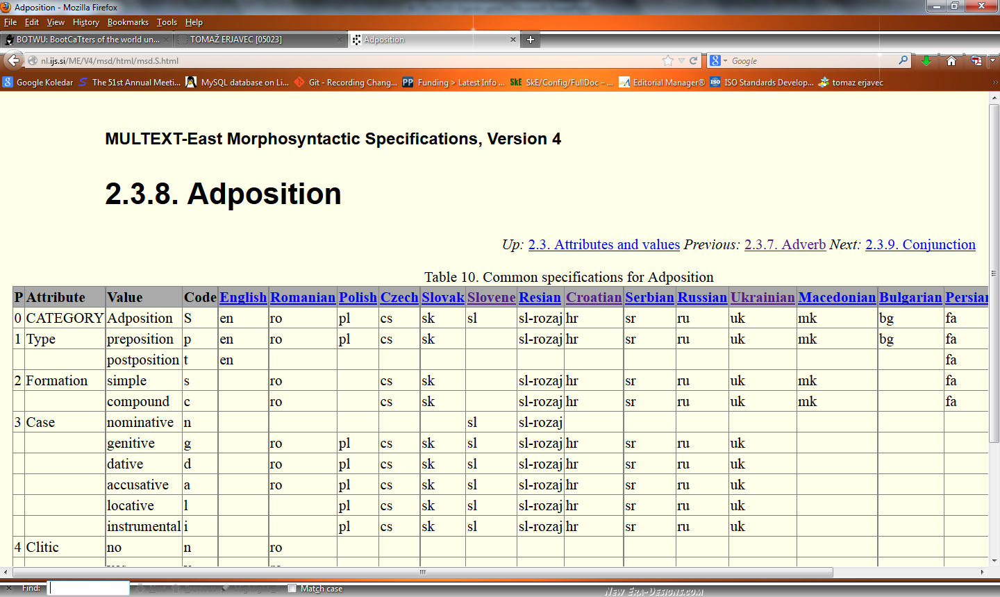 Adposition - Mozilla Firefox
File Edit View History Bookmarks Tools Help
BOTWU: BootCaTters of the world un... TOMAŽ ERJAVEC [05023] Adposition
nl.ijs.si/ME/V4/msd/html/msd.S.html Google
Google Koledar The 51st Annual Meeti... MySQL database on Li... Git - Recording Chang... Funding > Latest Info ... SkE SkE/Config/FullDoc – ... Editorial Manager® ISO Standards Develop... tomaz erjavec
MULTEXT-East Morphosyntactic Specifications, Version 4
2.3.8. Adposition
Up: 2.3. Attributes and values Previous: 2.3.7. Adverb Next: 2.3.9. Conjunction
Table 10. Common specifications for Adposition
P Attribute Value Code English Romanian Polish Czech Slovak Slovene Resian Croatian Serbian Russian Ukrainian Macedonian Bulgarian Persian
0 CATEGORY Adposition S en ro pl cs sk sl sl-rozaj hr sr ru uk mk bg fa
1 Type preposition p en ro pl cs sk sl-rozaj hr sr ru uk mk bg fa
postposition t en fa
2 Formation simple s ro cs sk sl-rozaj hr sr ru uk mk fa
compound c ro cs sk sl-rozaj hr sr ru uk mk fa
3 Case nominative n sl sl-rozaj
genitive g ro pl cs sk sl sl-rozaj hr sr ru uk
dative d ro pl cs sk sl sl-rozaj hr sr ru uk
accusative a ro pl cs sk sl sl-rozaj hr sr ru uk
locative l pl cs sk sl sl-rozaj hr sr ru uk
instrumental i pl cs sk sl sl-rozaj hr sr ru uk
4 Clitic no n ro
Find: Match case
New Era-Designs.com